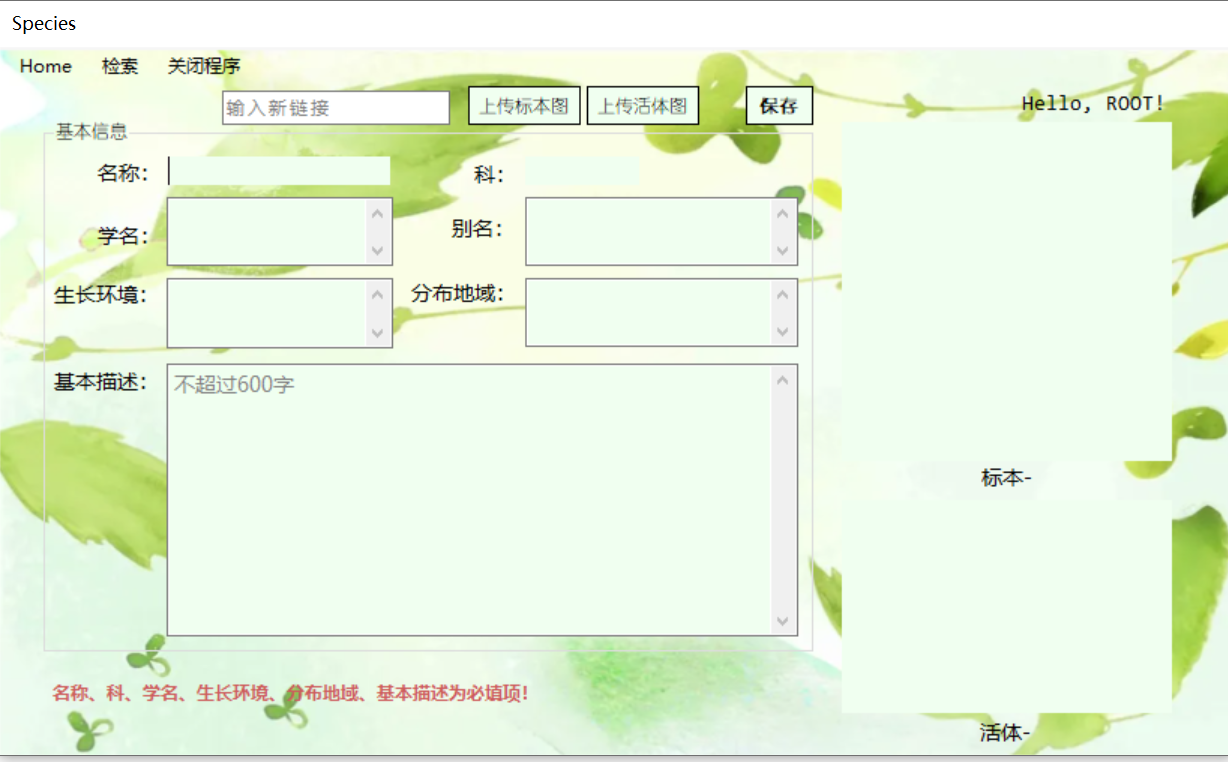 Species
Home 检索 关闭程序
输入新链接 上传标本图 上传活体图 保存 Hello, ROOT!
基本信息
名称： 科：
学名： 别名：
生长环境： 分布地域：
基本描述： 不超过600字
标本-
名称、科、学名、生长环境、分布地域、基本描述为必填项！
活体-